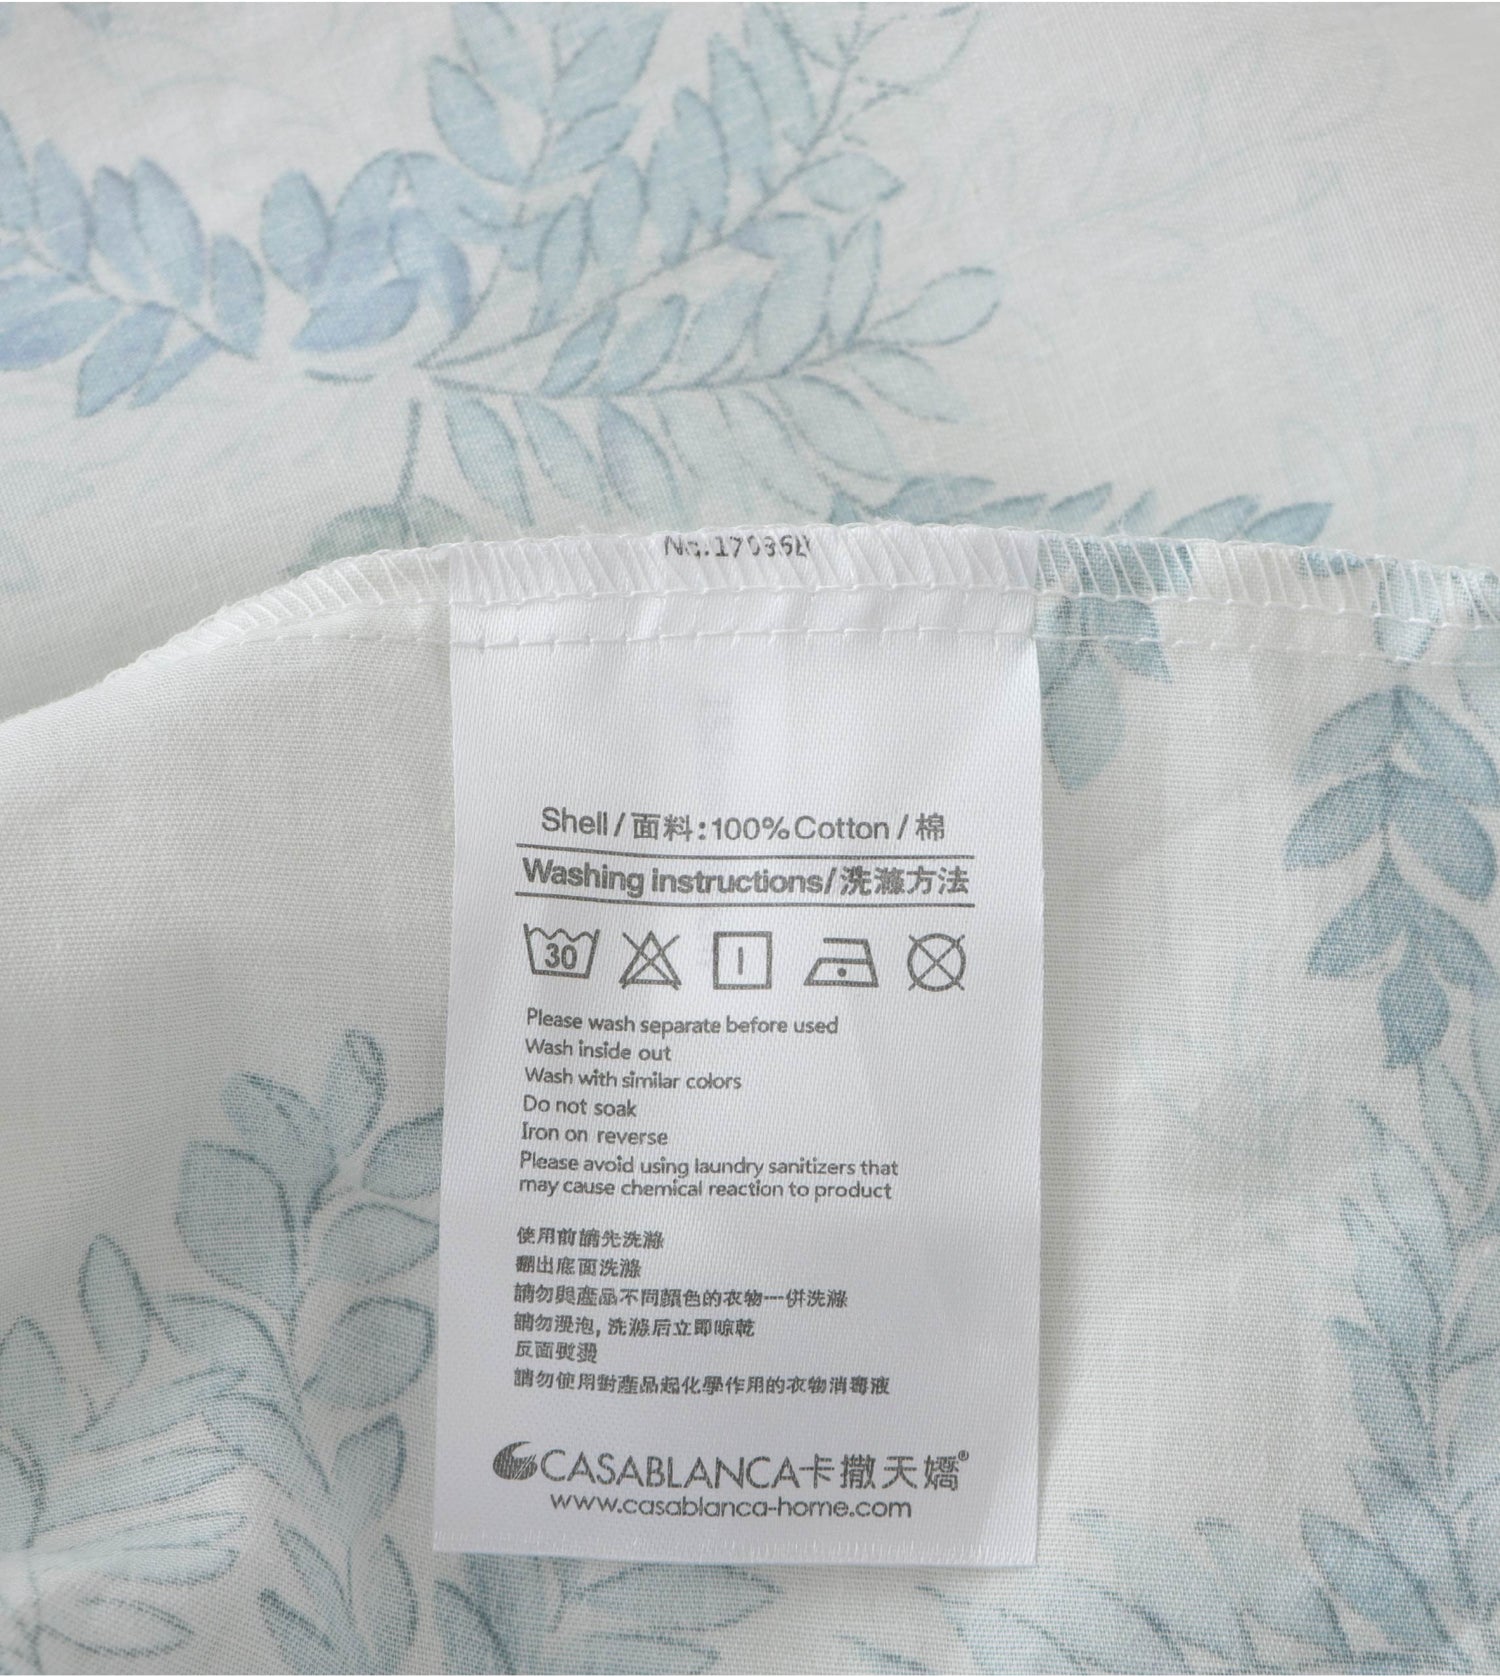 Shell / 面料 : 100% Cotton / 棉
Washing instructions/洗滌方法
30
Please wash separate before used
Wash inside out
Wash with similar colors
Do not soak
Iron on reverse
Please avoid using laundry sanitizers that
may cause chemical reaction to product
使用前請先洗滌
翻出底面洗滌
請勿與產品不同顏色的衣物一併洗滌
請勿浸泡, 洗滌后立即晾乾
反面熨燙
請勿使用對產品起化學作用的衣物消毒液
CASABLANCA卡撒天嬌®
www.casablanca-home.com